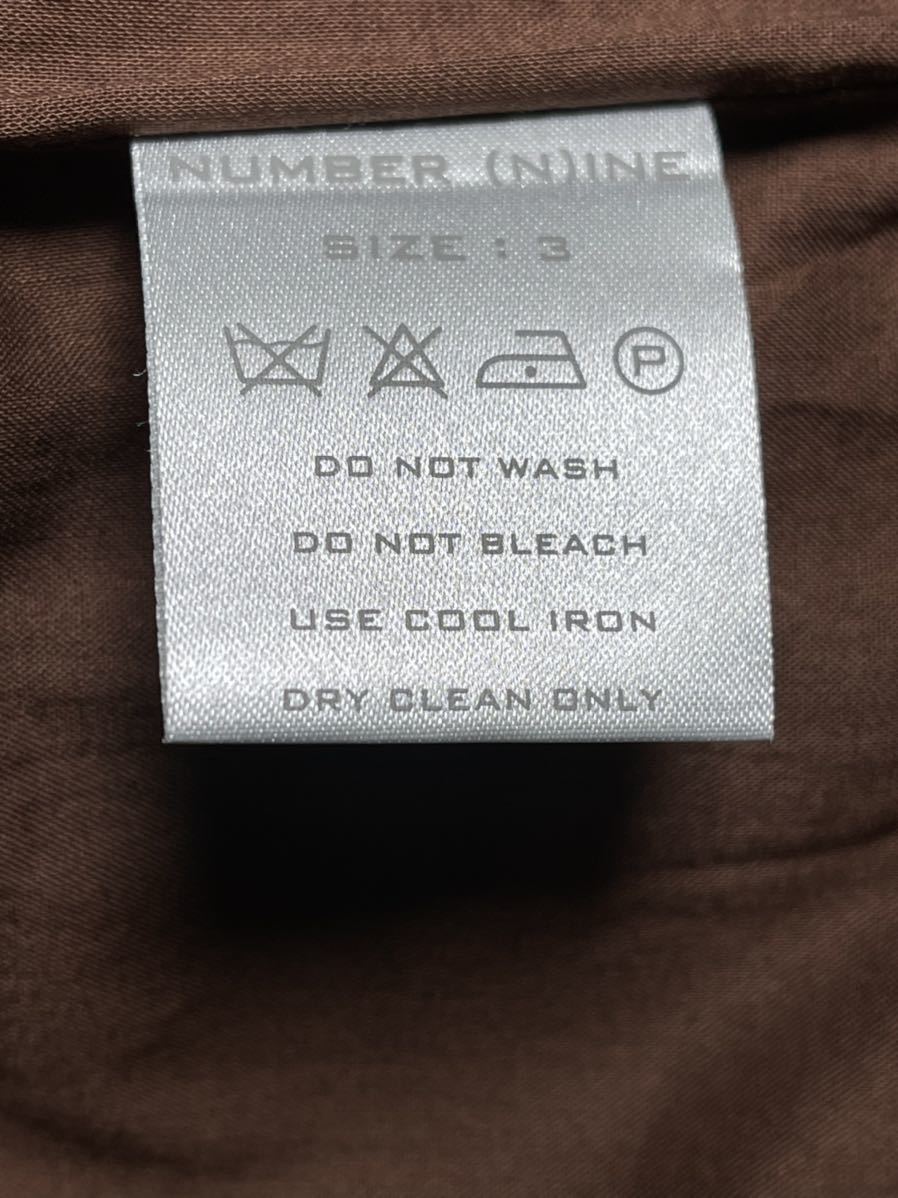 NUMBER (N)INE
SIZE : 3
P
DO NOT WASH
DO NOT BLEACH
USE COOL IRON
DRY CLEAN ONLY